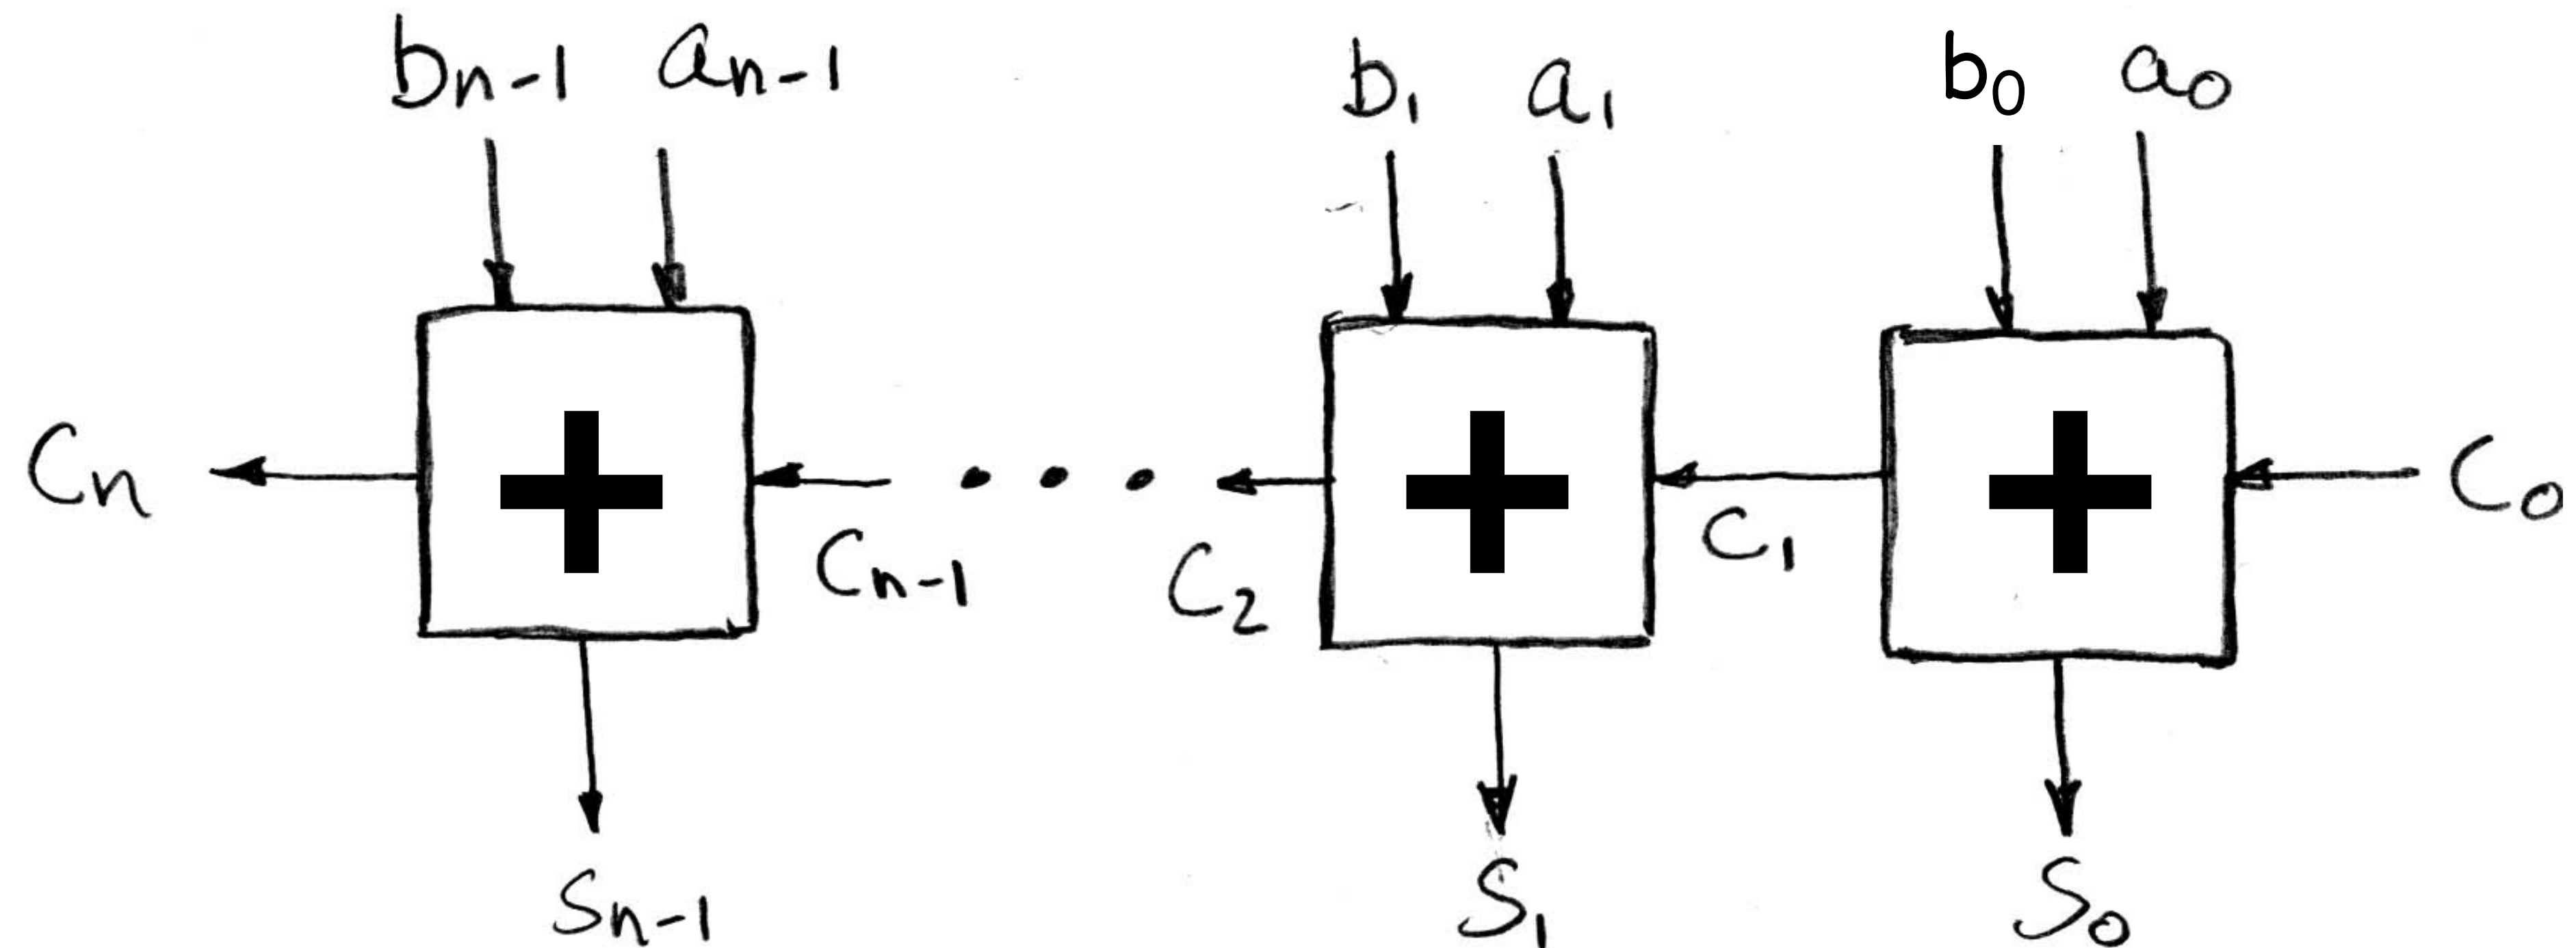 bn-1 an-1 b1 a1 b0 a0
Cn + + + C0
Cn-1 C2 C1
Sn-1 S1 S0